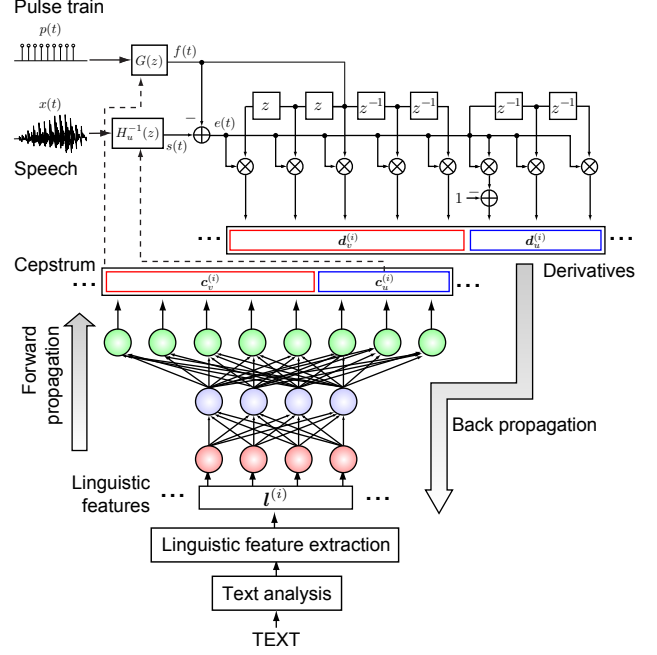 Pulse train
p(t)
G(z)
f(t)
x(t)
H_u^{-1}(z)
s(t)
−
e(t)
z
z
z^{-1}
z^{-1}
z^{-1}
z^{-1}
Speech
1
−
...
d_v^{(i)}
d_u^{(i)}
...
Cepstrum
Derivatives
...
c_v^{(i)}
c_u^{(i)}
...
Forward
propagation
Back propagation
Linguistic
features
...
l^{(i)}
...
Linguistic feature extraction
Text analysis
TEXT